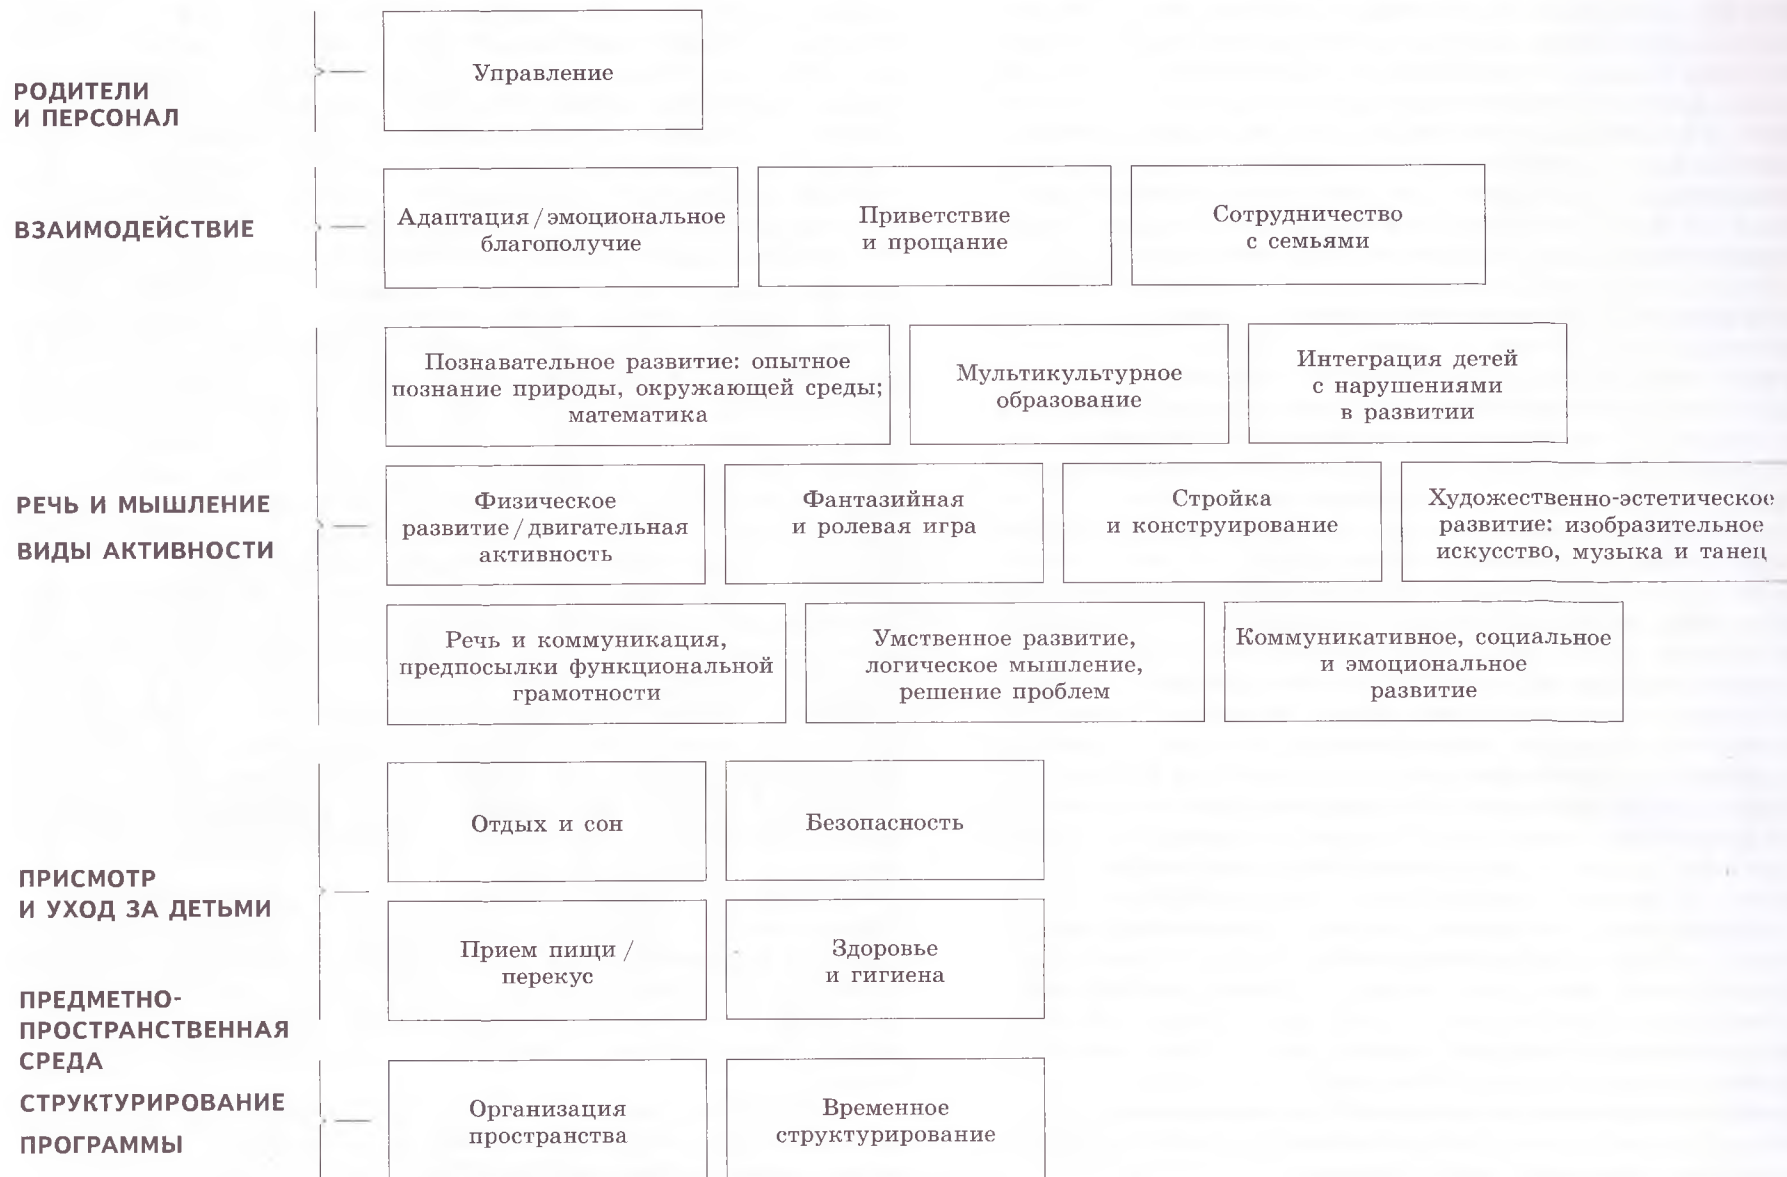 РОДИТЕЛИ
И ПЕРСОНАЛ
Управление
ВЗАИМОДЕЙСТВИЕ
Адаптация / эмоциональное
благополучие
Приветствие
и прощание
Сотрудничество
с семьями
РЕЧЬ И МЫШЛЕНИЕ
ВИДЫ АКТИВНОСТИ
Познавательное развитие: опытное
познание природы, окружающей среды;
математика
Мультикультурное
образование
Интеграция детей
с нарушениями
в развитии
Физическое
развитие / двигательная
активность
Фантазийная
и ролевая игра
Стройка
и конструирование
Художественно-эстетическое
развитие: изобразительное
искусство, музыка и танец
Речь и коммуникация,
предпосылки функциональной
грамотности
Умственное развитие,
логическое мышление,
решение проблем
Коммуникативное, социальное
и эмоциональное
развитие
ПРИСМОТР
И УХОД ЗА ДЕТЬМИ
Отдых и сон
Безопасность
Прием пищи /
перекус
Здоровье
и гигиена
ПРЕДМЕТНО-
ПРОСТРАНСТВЕННАЯ
СРЕДА
СТРУКТУРИРОВАНИЕ
ПРОГРАММЫ
Организация
пространства
Временное
структурирование